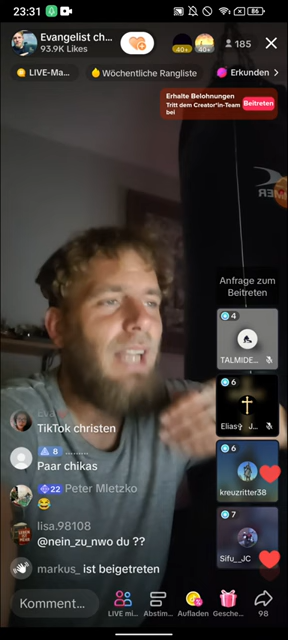 23:31
86
Evangelist ch...
93.9K Likes
40+
40+
185
LIVE-Ma...
Wöchentliche Rangliste
Erkunden
Erhalte Belohnungen
Tritt dem Creator*in-Team
bei
Beitreten
Anfrage zum
Beitreten
4
TALMIDE...
6
Elias J...
6
kreuzritter38
7
Sifu_JC
Eva
TikTok christen
8 .........
Paar chikas
22 Peter Mletzko
😂
lisa.98108
@nein_zu_nwo du ??
markus_ ist beigetreten
Komment...
LIVE mi...
Abstim...
Aufladen
Gesche...
98